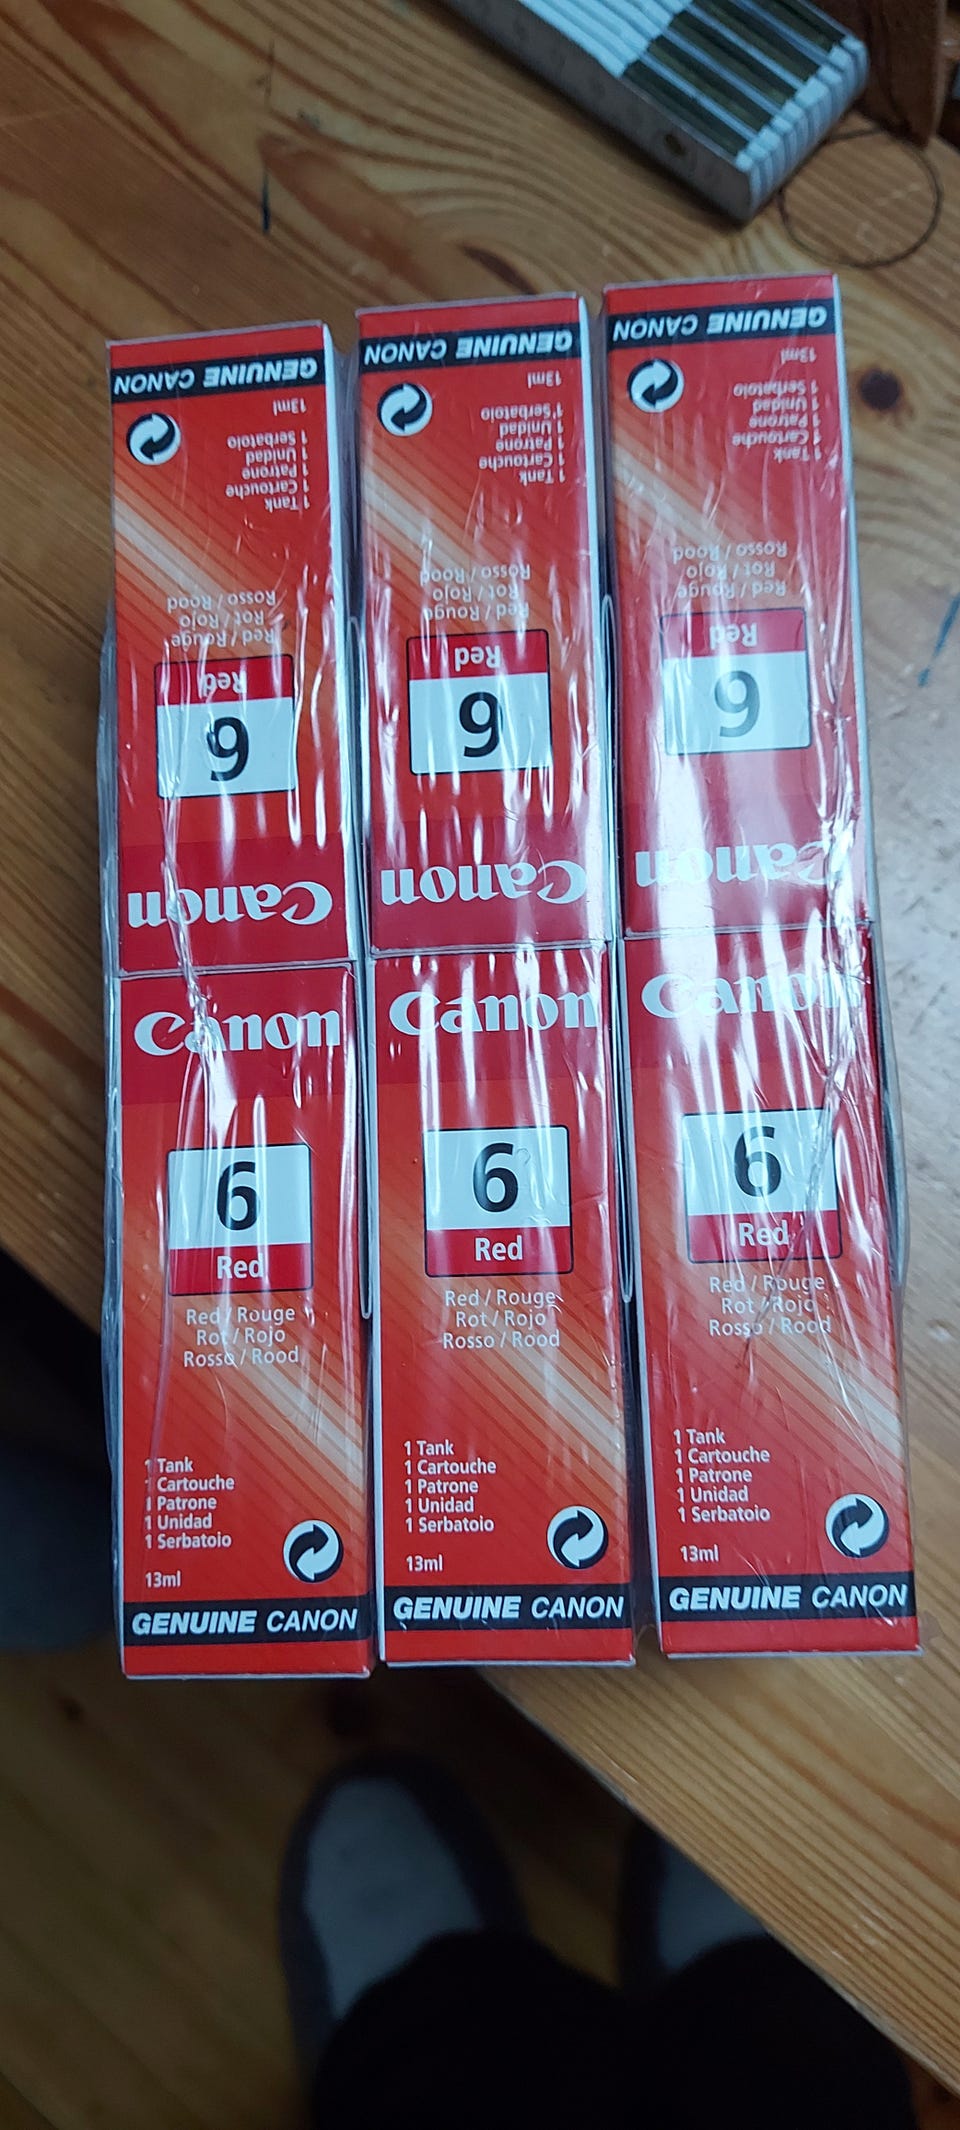 Canon
6
Red
Red / Rouge
Rot / Rojo
Rosso / Rood
1 Tank
1 Cartouche
1 Patrone
1 Unidad
1 Serbatoio
13ml
GENUINE CANON
Canon
6
Red
Red / Rouge
Rot / Rojo
Rosso / Rood
1 Tank
1 Cartouche
1 Patrone
1 Unidad
1 Serbatoio
13ml
GENUINE CANON
Canon
6
Red
Red / Rouge
Rot / Rojo
Rosso / Rood
1 Tank
1 Cartouche
1 Patrone
1 Unidad
1 Serbatoio
13ml
GENUINE CANON
Canon
6
Red
Red / Rouge
Rot / Rojo
Rosso / Rood
1 Tank
1 Cartouche
1 Patrone
1 Unidad
1 Serbatoio
13ml
GENUINE CANON
Canon
6
Red
Red / Rouge
Rot / Rojo
Rosso / Rood
1 Tank
1 Cartouche
1 Patrone
1 Unidad
1 Serbatoio
13ml
GENUINE CANON
Canon
6
Red
Red / Rouge
Rot / Rojo
Rosso / Rood
1 Tank
1 Cartouche
1 Patrone
1 Unidad
1 Serbatoio
13ml
GENUINE CANON